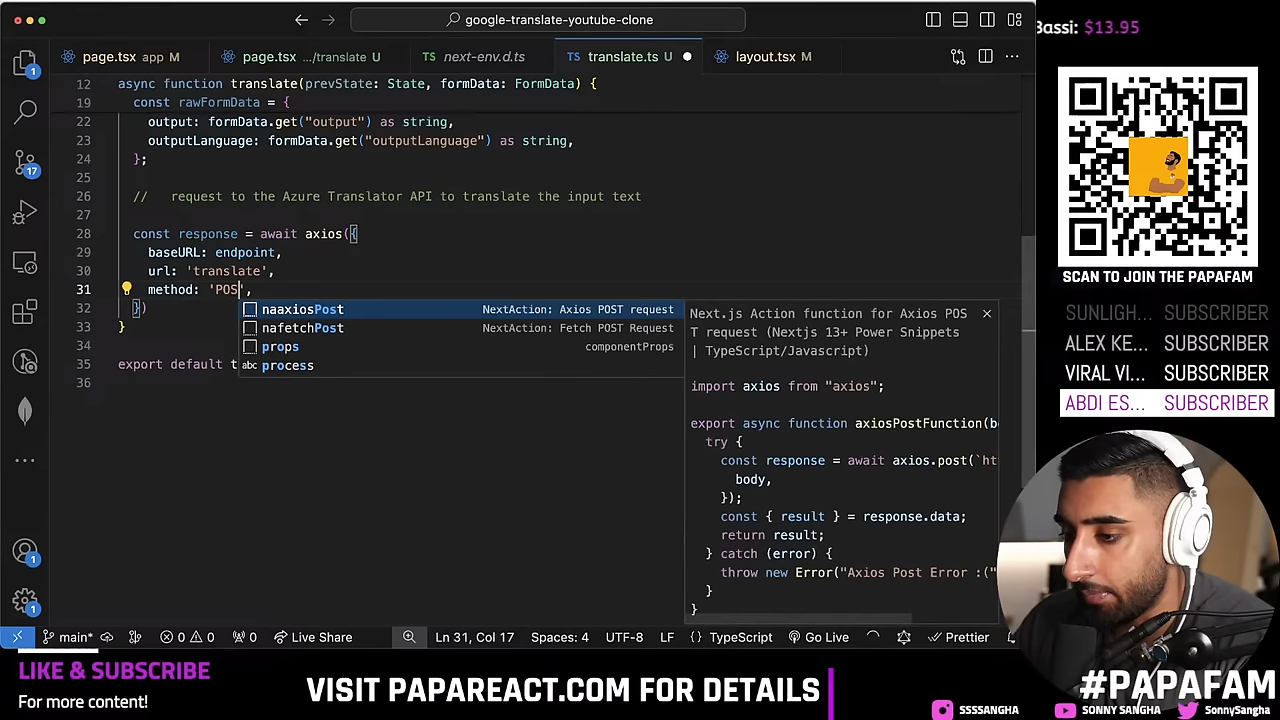 google-translate-youtube-clone
Bassi: $13.95
page.tsx app M
page.tsx .../translate U
next-env.d.ts
translate.ts U
layout.tsx M
12 async function translate(prevState: State, formData: FormData) {
19 const rawFormData = {
22 output: formData.get("output") as string,
23 outputLanguage: formData.get("outputLanguage") as string,
24 };
25
26 // request to the Azure Translator API to translate the input text
27
28 const response = await axios({
29 baseURL: endpoint,
30 url: 'translate',
31 method: 'POS',
32 })
33 }
34
35 export default t
36
naaxiosPost NextAction: Axios POST request
nafetchPost NextAction: Fetch POST Request
props componentProps
abc process
Next.js Action function for Axios POS
T request (Nextjs 13+ Power Snippets
| TypeScript/Javascript)
import axios from "axios";
export async function axiosPostFunction(b
try {
const response = await axios.post(`ht
body,
});
const { result } = response.data;
return result;
} catch (error) {
throw new Error("Axios Post Error :("
}
}
1
17
1
1
main* 0 0 0 Live Share Ln 31, Col 17 Spaces: 4 UTF-8 LF { } TypeScript Go Live Prettier
SCAN TO JOIN THE PAPAFAM
SUNLIGH... SUBSCRIBER
ALEX KE... SUBSCRIBER
VIRAL VI... SUBSCRIBER
ABDI ES... SUBSCRIBER
LIKE & SUBSCRIBE
For more content!
VISIT PAPAREACT.COM FOR DETAILS
#PAPAFAM
SSSSANGHA SONNY SANGHA SonnySangha